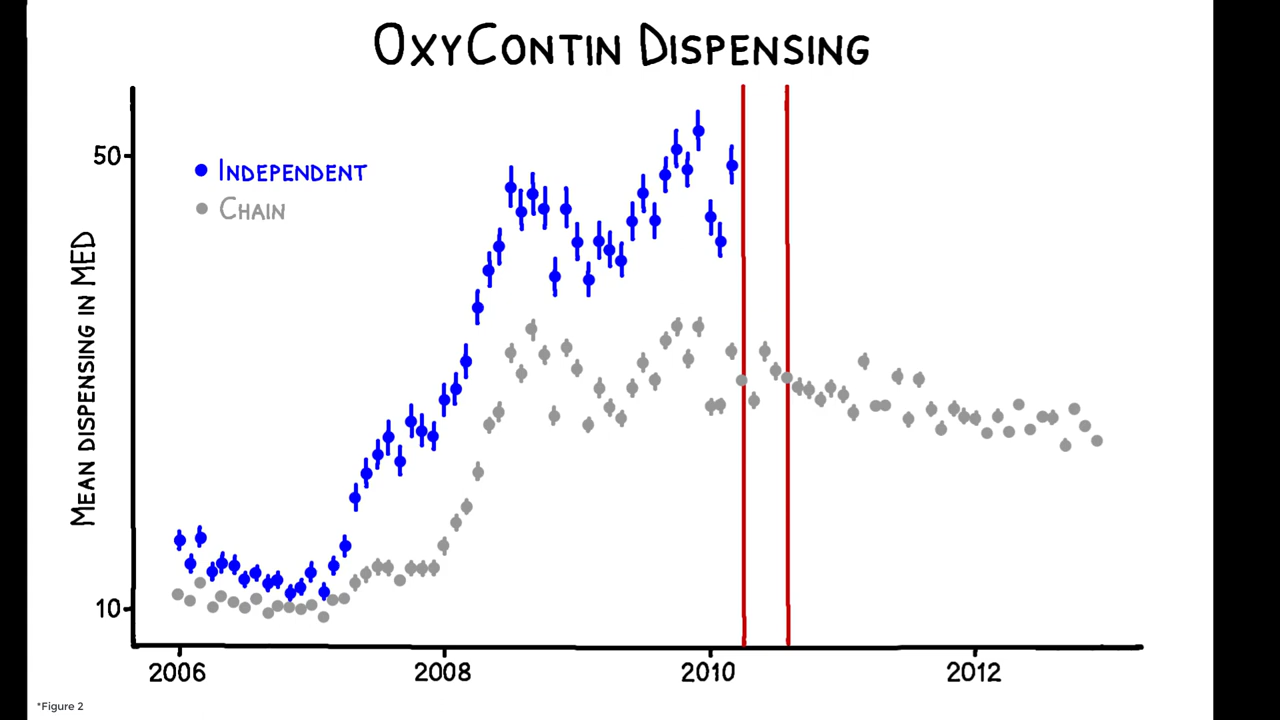 OXYCONTIN DISPENSING
50
INDEPENDENT
CHAIN
MEAN DISPENSING IN MED
10
2006
2008
2010
2012
*Figure 2